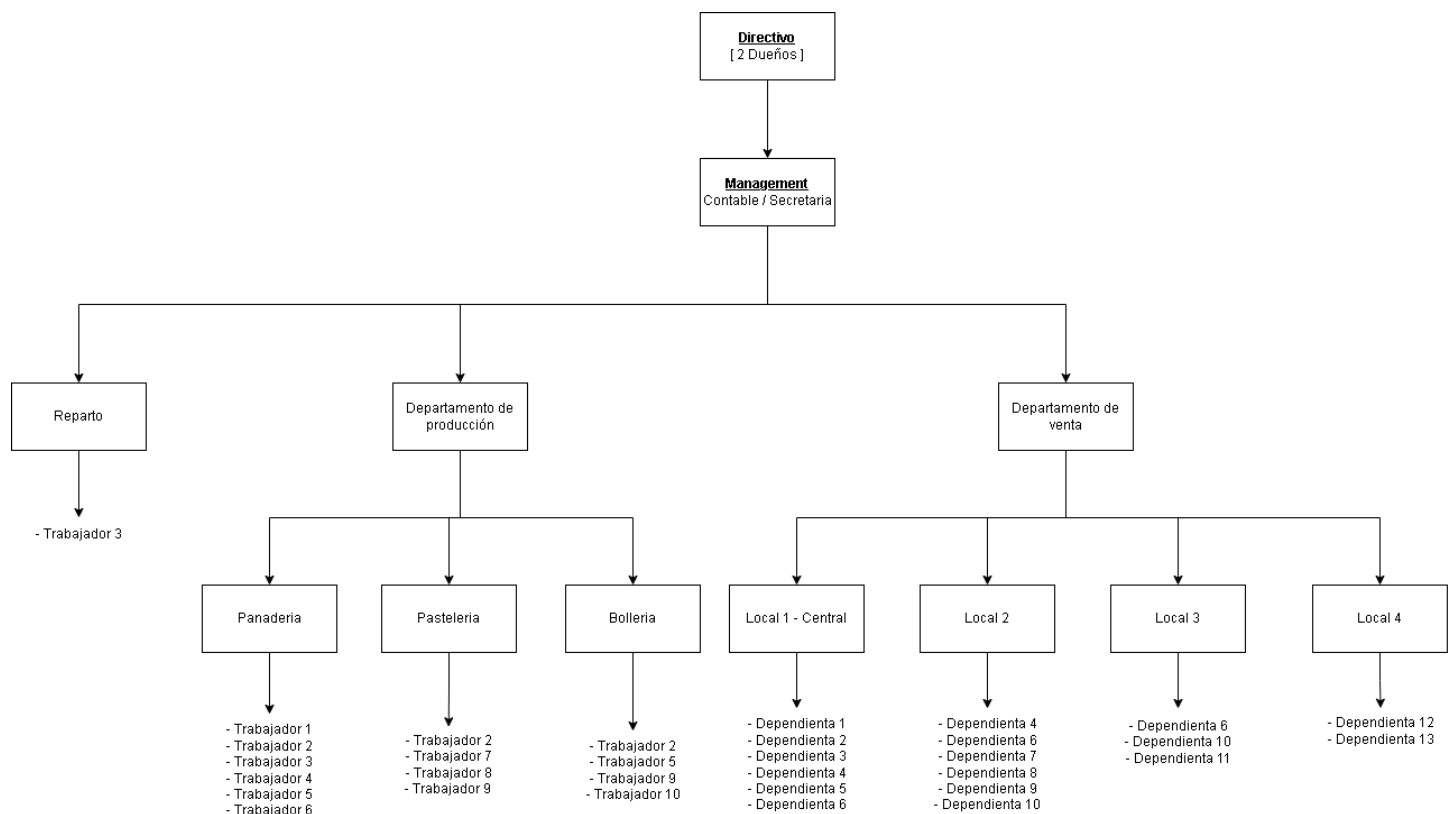 Directivo
[ 2 Dueños ]
Management
Contable / Secretaria
Reparto
Departamento de
producción
Departamento de
venta
- Trabajador 3
Panaderia
Pasteleria
Bolleria
Local 1 - Central
Local 2
Local 3
Local 4
- Trabajador 1
- Trabajador 2
- Trabajador 3
- Trabajador 4
- Trabajador 5
- Trabajador 6
- Trabajador 2
- Trabajador 7
- Trabajador 8
- Trabajador 9
- Trabajador 2
- Trabajador 5
- Trabajador 9
- Trabajador 10
- Dependienta 1
- Dependienta 2
- Dependienta 3
- Dependienta 4
- Dependienta 5
- Dependienta 6
- Dependienta 4
- Dependienta 6
- Dependienta 7
- Dependienta 8
- Dependienta 9
- Dependienta 10
- Dependienta 6
- Dependienta 10
- Dependienta 11
- Dependienta 12
- Dependienta 13